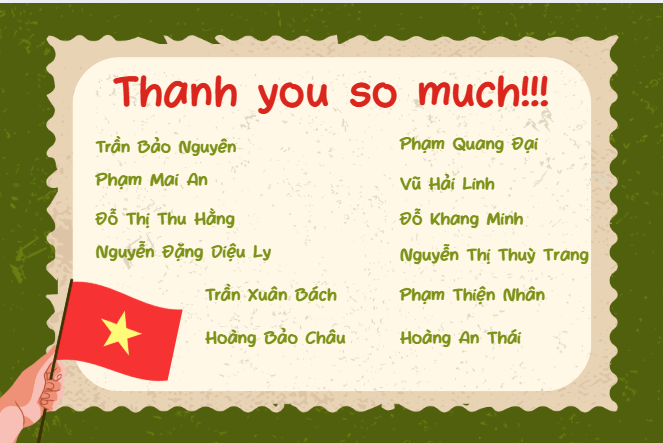 Thanh you so much!!!
Trần Bảo Nguyên
Phạm Mai An
Đỗ Thị Thu Hằng
Nguyễn Đặng Diệu Ly
Trần Xuân Bách
Hoàng Bảo Châu
Phạm Quang Đại
Vũ Hải Linh
Đỗ Khang Minh
Nguyễn Thị Thuỳ Trang
Phạm Thiện Nhân
Hoàng An Thái